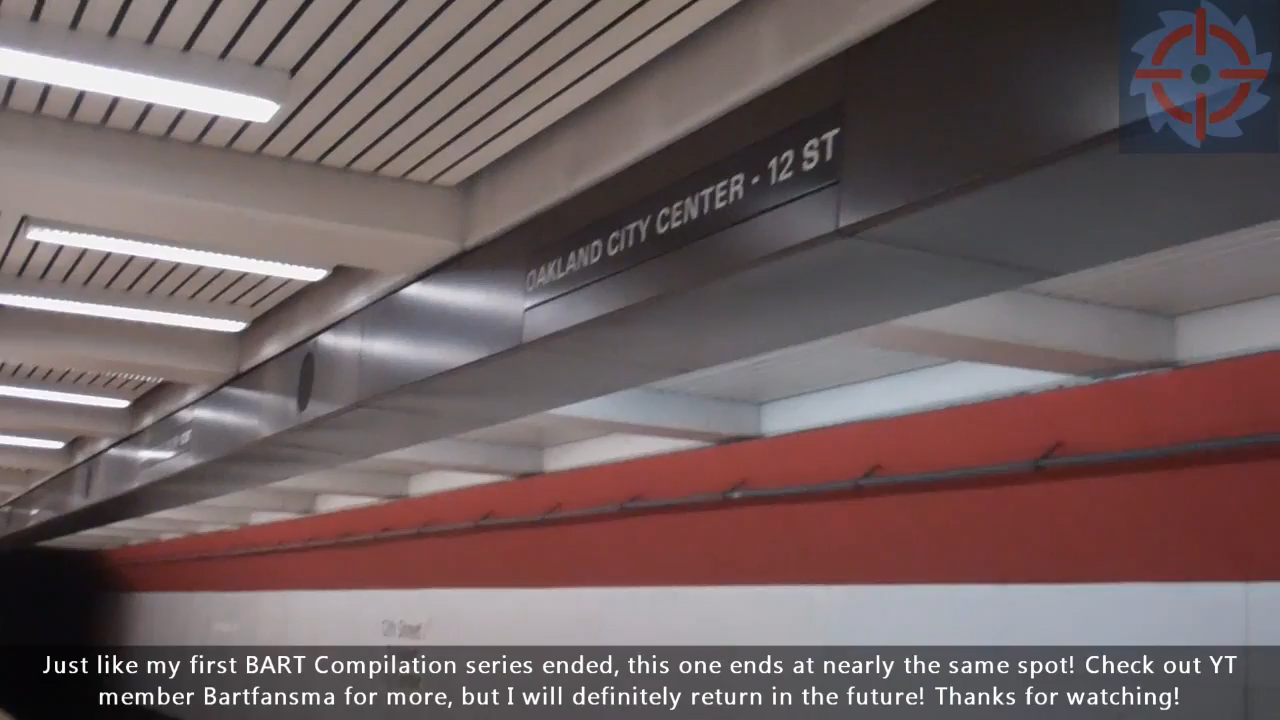 OAKLAND CITY CENTER - 12 ST
12th Street
Just like my first BART Compilation series ended, this one ends at nearly the same spot! Check out YT
member Bartfansma for more, but I will definitely return in the future! Thanks for watching!